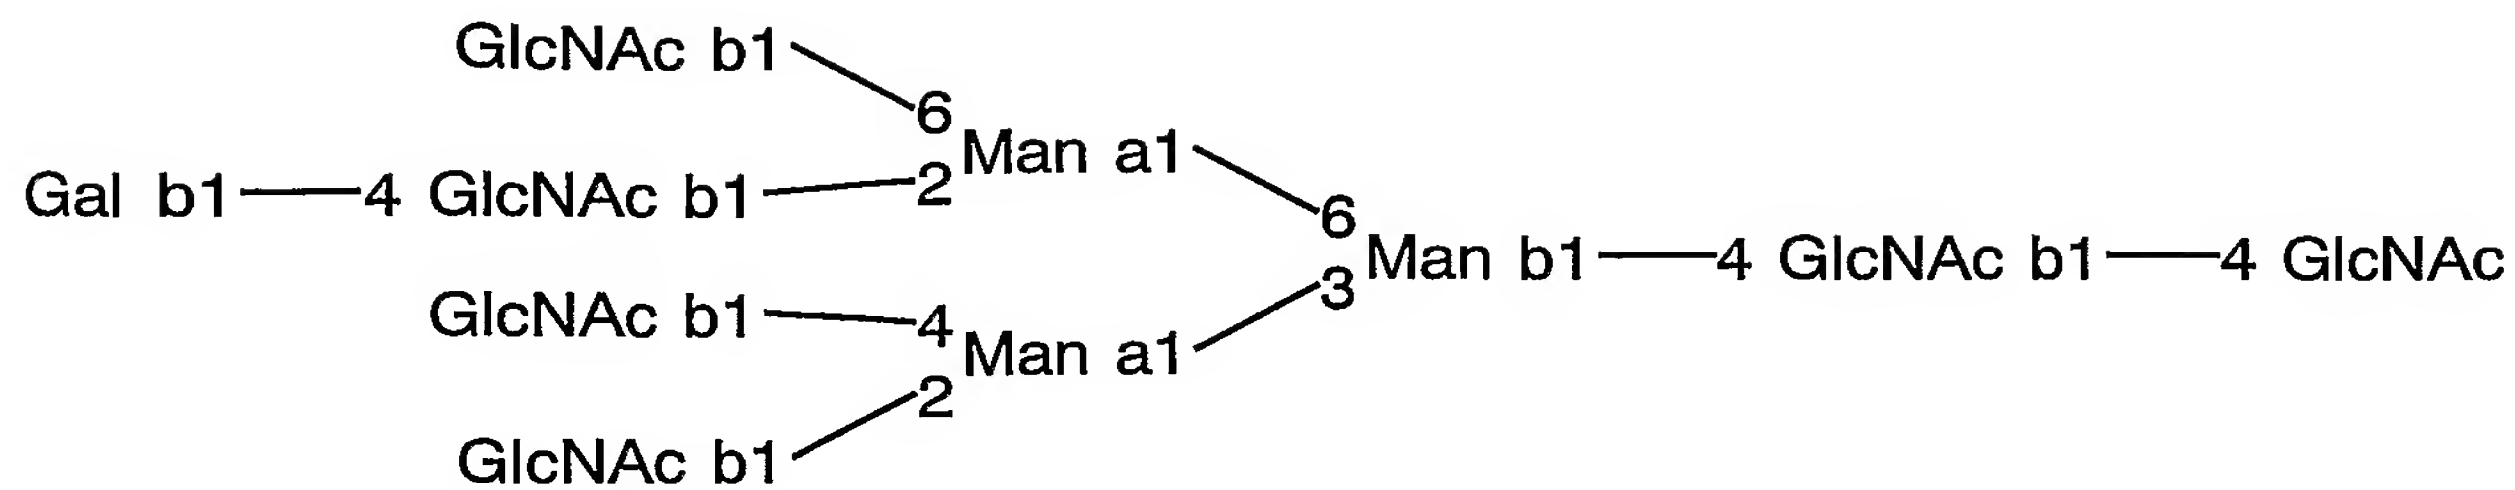 GlcNAc b1
6
Man a1
Gal b1 4 GlcNAc b1 2
6
Man b1 4 GlcNAc b1 4 GlcNAc
3
GlcNAc b1 4
Man a1
2
GlcNAc b1